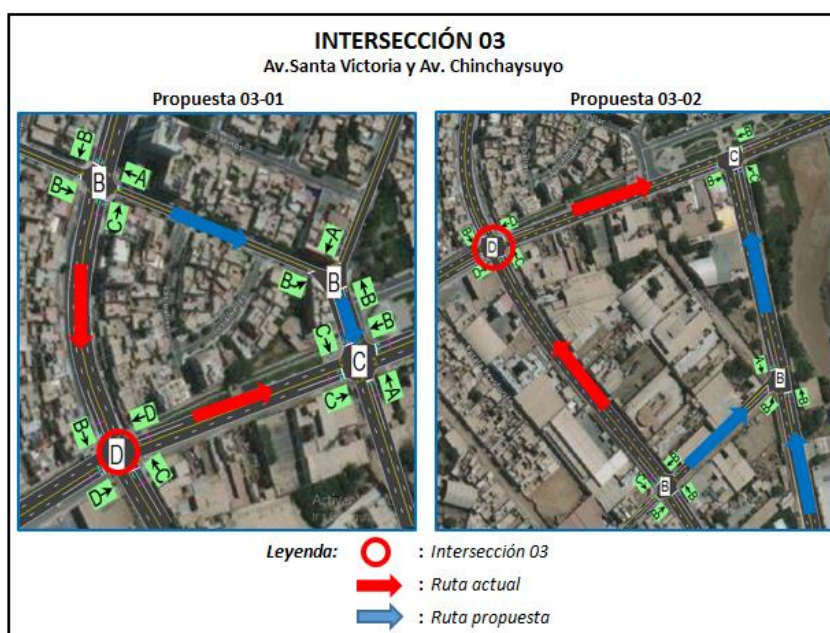 INTERSECCIÓN 03
Av.Santa Victoria y Av. Chinchaysuyo
Propuesta 03-01
Propuesta 03-02
B
B
B
A
C
A
B
B
B
B
C
C
C
A
D
B
D
C
D
B
C
B
C
D
B
D
D
C
A
B
B
B
B
C
B
B
B
Leyenda:
: Intersección 03
: Ruta actual
: Ruta propuesta